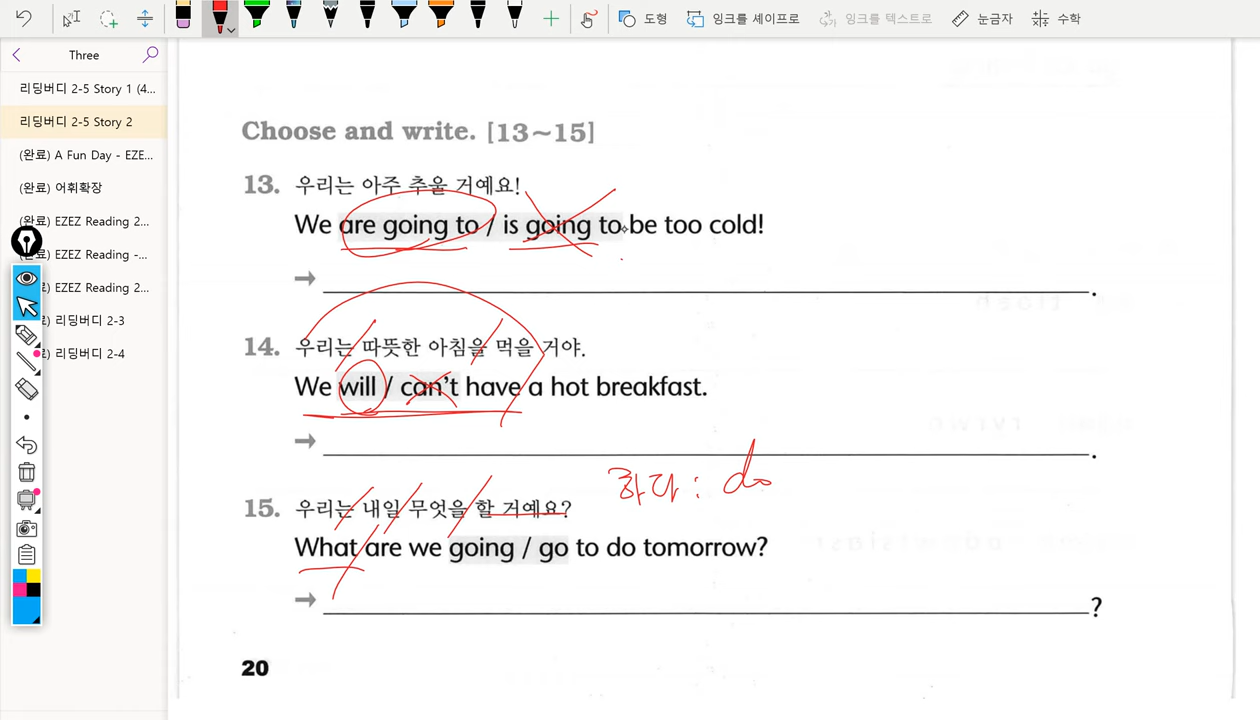 도형
잉크를 셰이프로
잉크를 텍스트로
눈금자
수학
Three
리딩버디 2-5 Story 1 (4...
리딩버디 2-5 Story 2
(완료) A Fun Day - EZE...
(완료) 어휘확장
(완료) EZEZ Reading 2...
) EZEZ Reading -...
) EZEZ Reading 2...
) 리딩버디 2-3
) 리딩버디 2-4
Choose and write. [13~15]
13. 우리는 아주 추울 거예요!
We are going to / is going to be too cold!
→ .
14. 우리는 따뜻한 아침을 먹을 거야.
We will / can't have a hot breakfast.
→ .
하다 : do
15. 우리는 내일 무엇을 할 거예요?
What are we going / go to do tomorrow?
→ ?
20